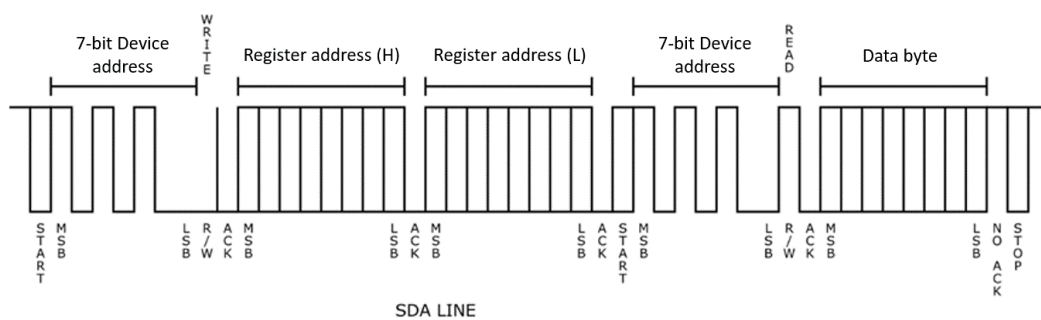 WRITE
READ
7-bit Device
address
Register address (H)
Register address (L)
7-bit Device
address
Data byte
START
MSB
LSB
R/W
ACK
MSB
LSB
ACK
MSB
LSB
ACK
START
MSB
LSB
R/W
ACK
MSB
LSB
NO ACK
STOP
SDA LINE